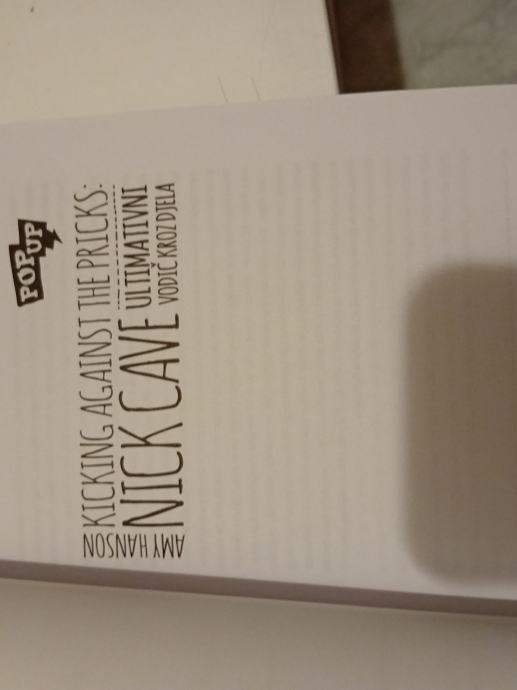 POP UP
AMY HANSON
KICKING AGAINST THE PRICKS:
NICK CAVE
ULTIMATIVNI
VODIČ KROZ DJELA